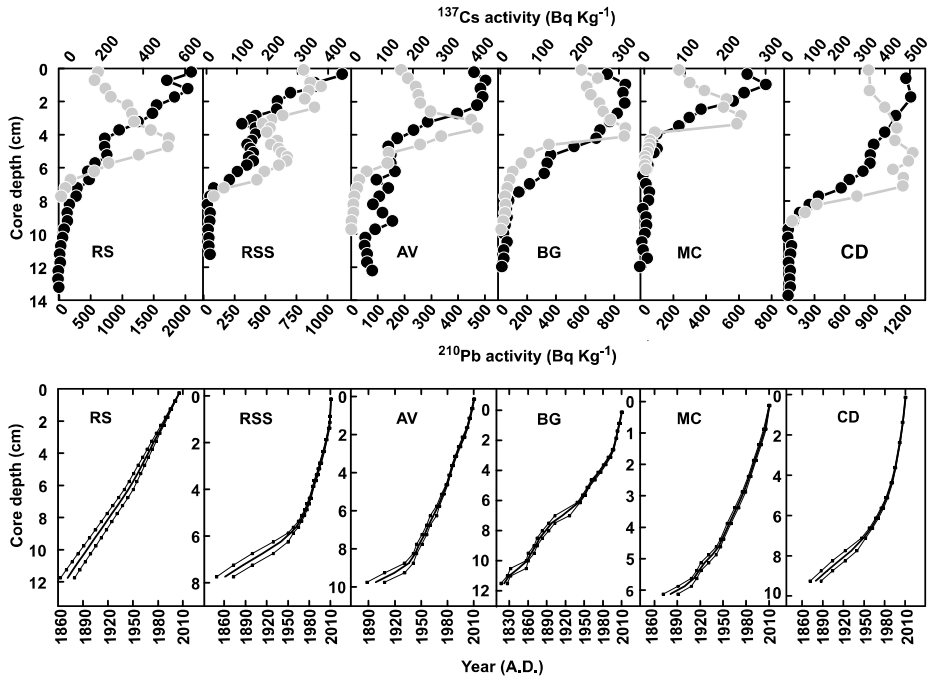 ¹³⁷Cs activity (Bq Kg⁻¹)
0 200 400 600 0 100 200 300 400 0 100 200 300 400 0 100 200 300 0 100 200 300 0 100 200 300 400 500
Core depth (cm)
0
2
4
6
8
10
12
14
RS RSS AV BG MC CD
0 500 1000 1500 2000 0 250 500 750 1000 0 100 200 300 400 500 0 200 400 600 800 0 200 400 600 800 0 300 600 900 1200
²¹⁰Pb activity (Bq Kg⁻¹)
Core depth (cm)
RS RSS AV BG MC CD
0 2 4 6 8 10 12
0 2 4 6 8
0 2 4 6 8 10
0 2 4 6 8 10 12
0 1 2 3 4 5 6
0 2 4 6 8 10
1860 1890 1920 1950 1980 2010 1860 1890 1920 1950 1980 2010 1890 1920 1950 1980 2010 1830 1860 1890 1920 1950 1980 2010 1860 1890 1920 1950 1980 2010 1860 1890 1920 1950 1980 2010
Year (A.D.)